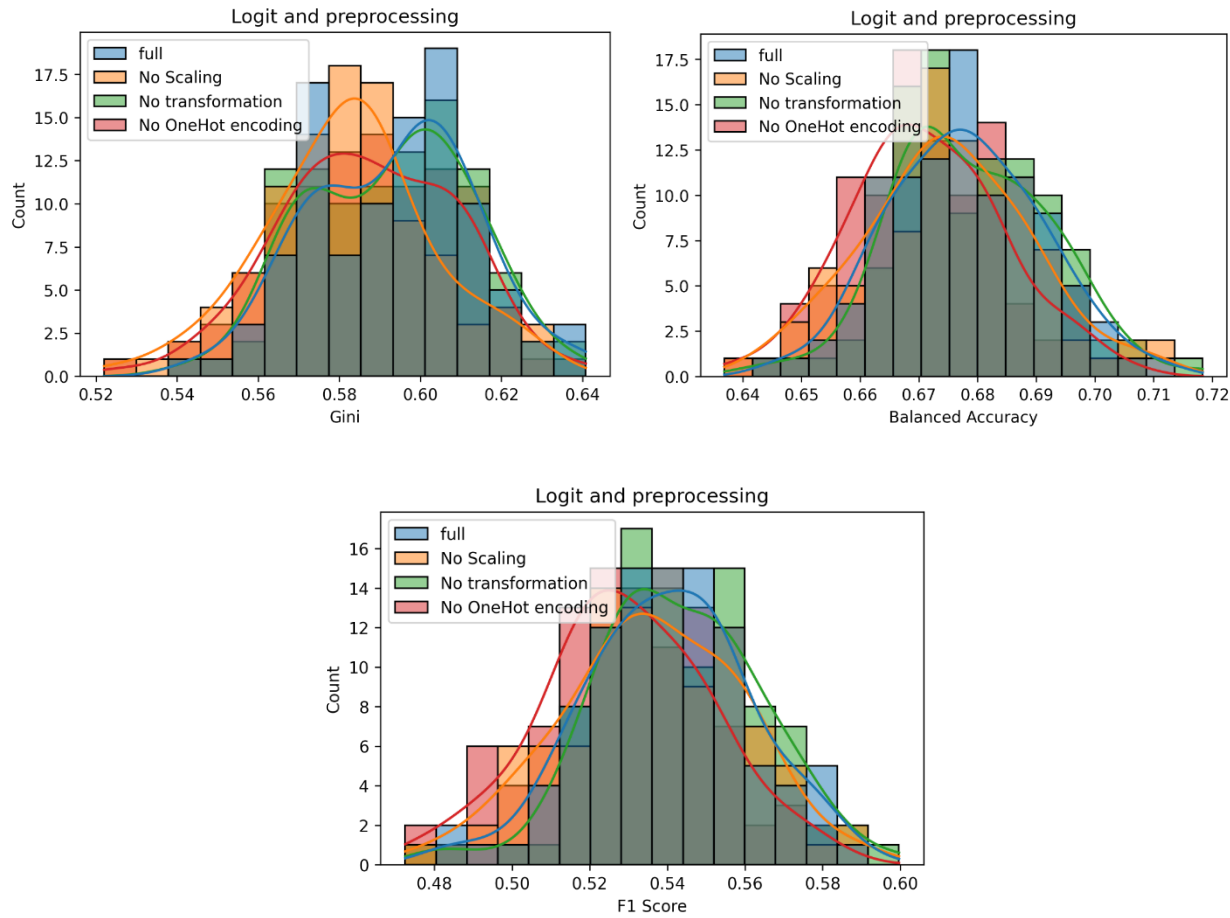 Logit and preprocessing
full
No Scaling
No transformation
No OneHot encoding
17.5
15.0
12.5
10.0
7.5
5.0
2.5
0.0
Count
0.52 0.54 0.56 0.58 0.60 0.62 0.64
Gini
Logit and preprocessing
full
No Scaling
No transformation
No OneHot encoding
17.5
15.0
12.5
10.0
7.5
5.0
2.5
0.0
Count
0.64 0.65 0.66 0.67 0.68 0.69 0.70 0.71 0.72
Balanced Accuracy
Logit and preprocessing
full
No Scaling
No transformation
No OneHot encoding
16
14
12
10
8
6
4
2
0
Count
0.48 0.50 0.52 0.54 0.56 0.58 0.60
F1 Score